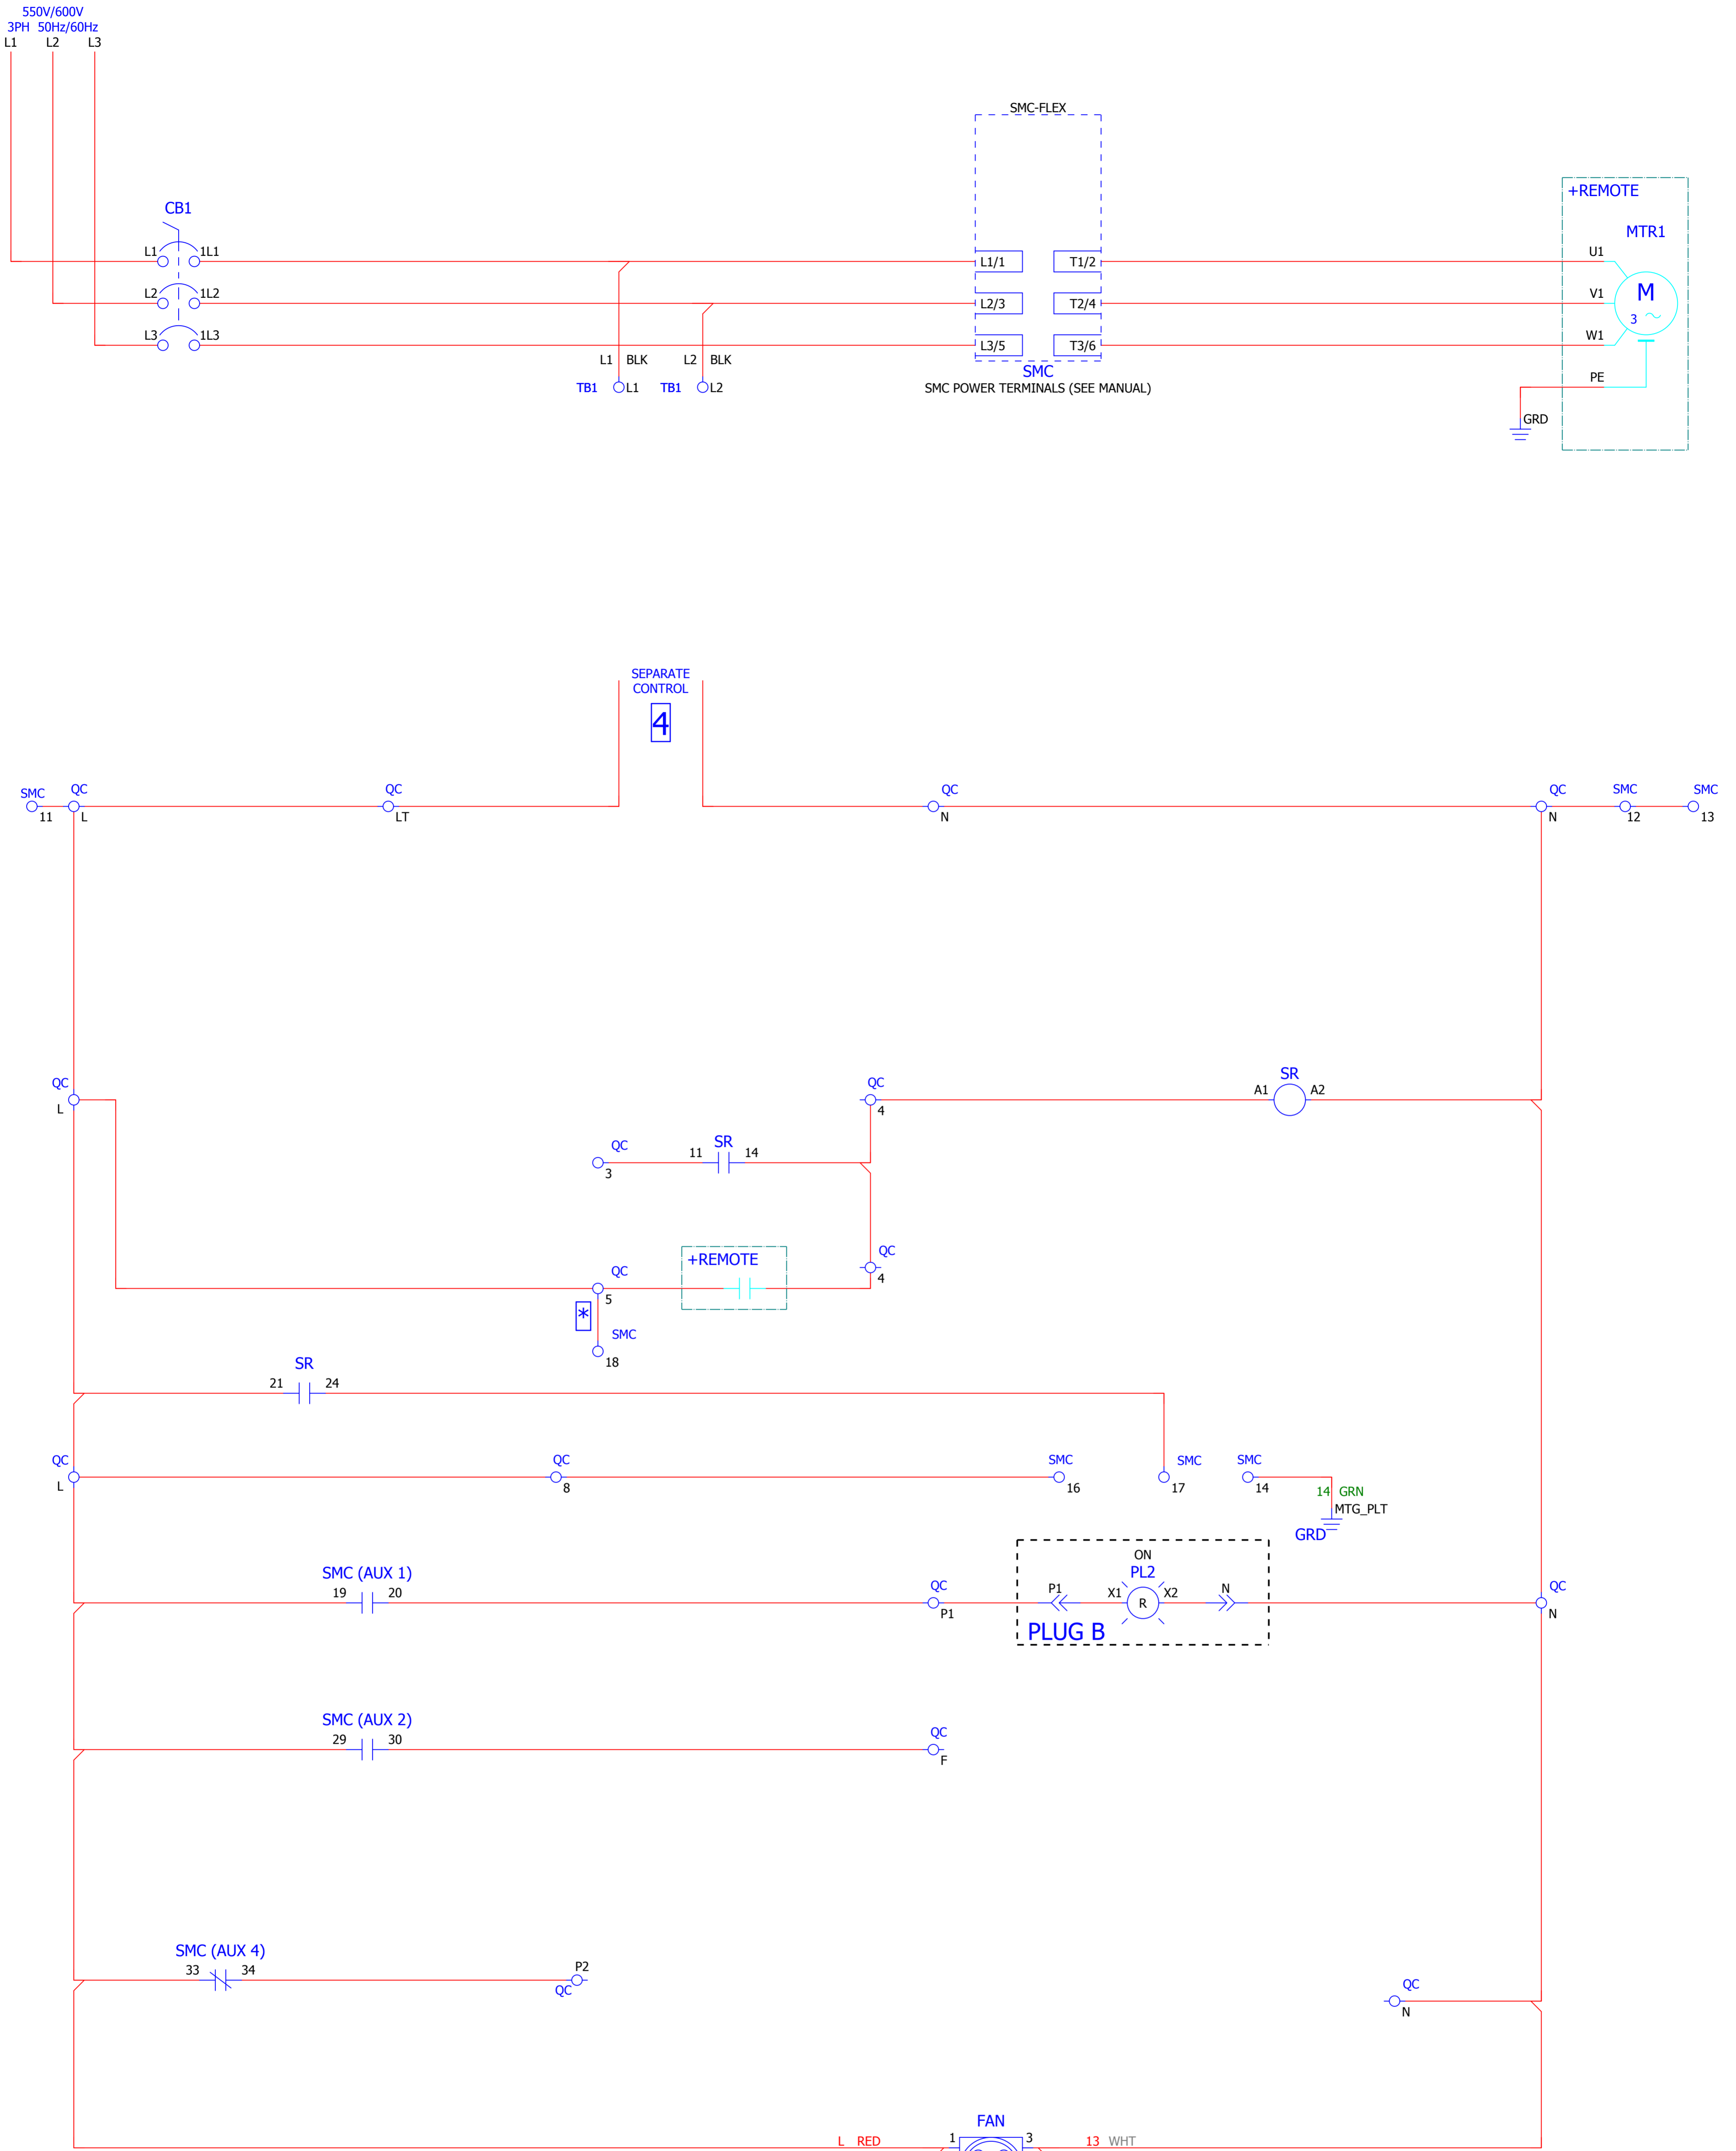 550V/600V
3PH 50Hz/60Hz
L1 L2 L3
SMC-FLEX
+REMOTE
CB1
MTR1
L1 1L1 L1/1 T1/2 U1
L2 1L2 L2/3 T2/4 V1 M
3
L3 1L3 L3/5 T3/6 W1
L1 BLK L2 BLK
SMC
PE
TB1 L1 TB1 L2
SMC POWER TERMINALS (SEE MANUAL)
GRD
SEPARATE
CONTROL
4
SMC QC QC QC QC SMC SMC
11 L LT N N 12 13
QC QC SR
A1 A2
L 4
QC 11 SR 14
3
+REMOTE QC
QC 4
5
*
SMC
18
SR
21 24
QC QC SMC SMC SMC
L 8 16 17 14
14 GRN
MTG_PLT
GRD
ON
SMC (AUX 1) PL2
19 20 QC P1 X1 R X2 N QC
P1 N
PLUG B
SMC (AUX 2)
29 30 QC
F
SMC (AUX 4)
33 34 P2
QC QC
N
FAN
L RED 1 3 13 WHT